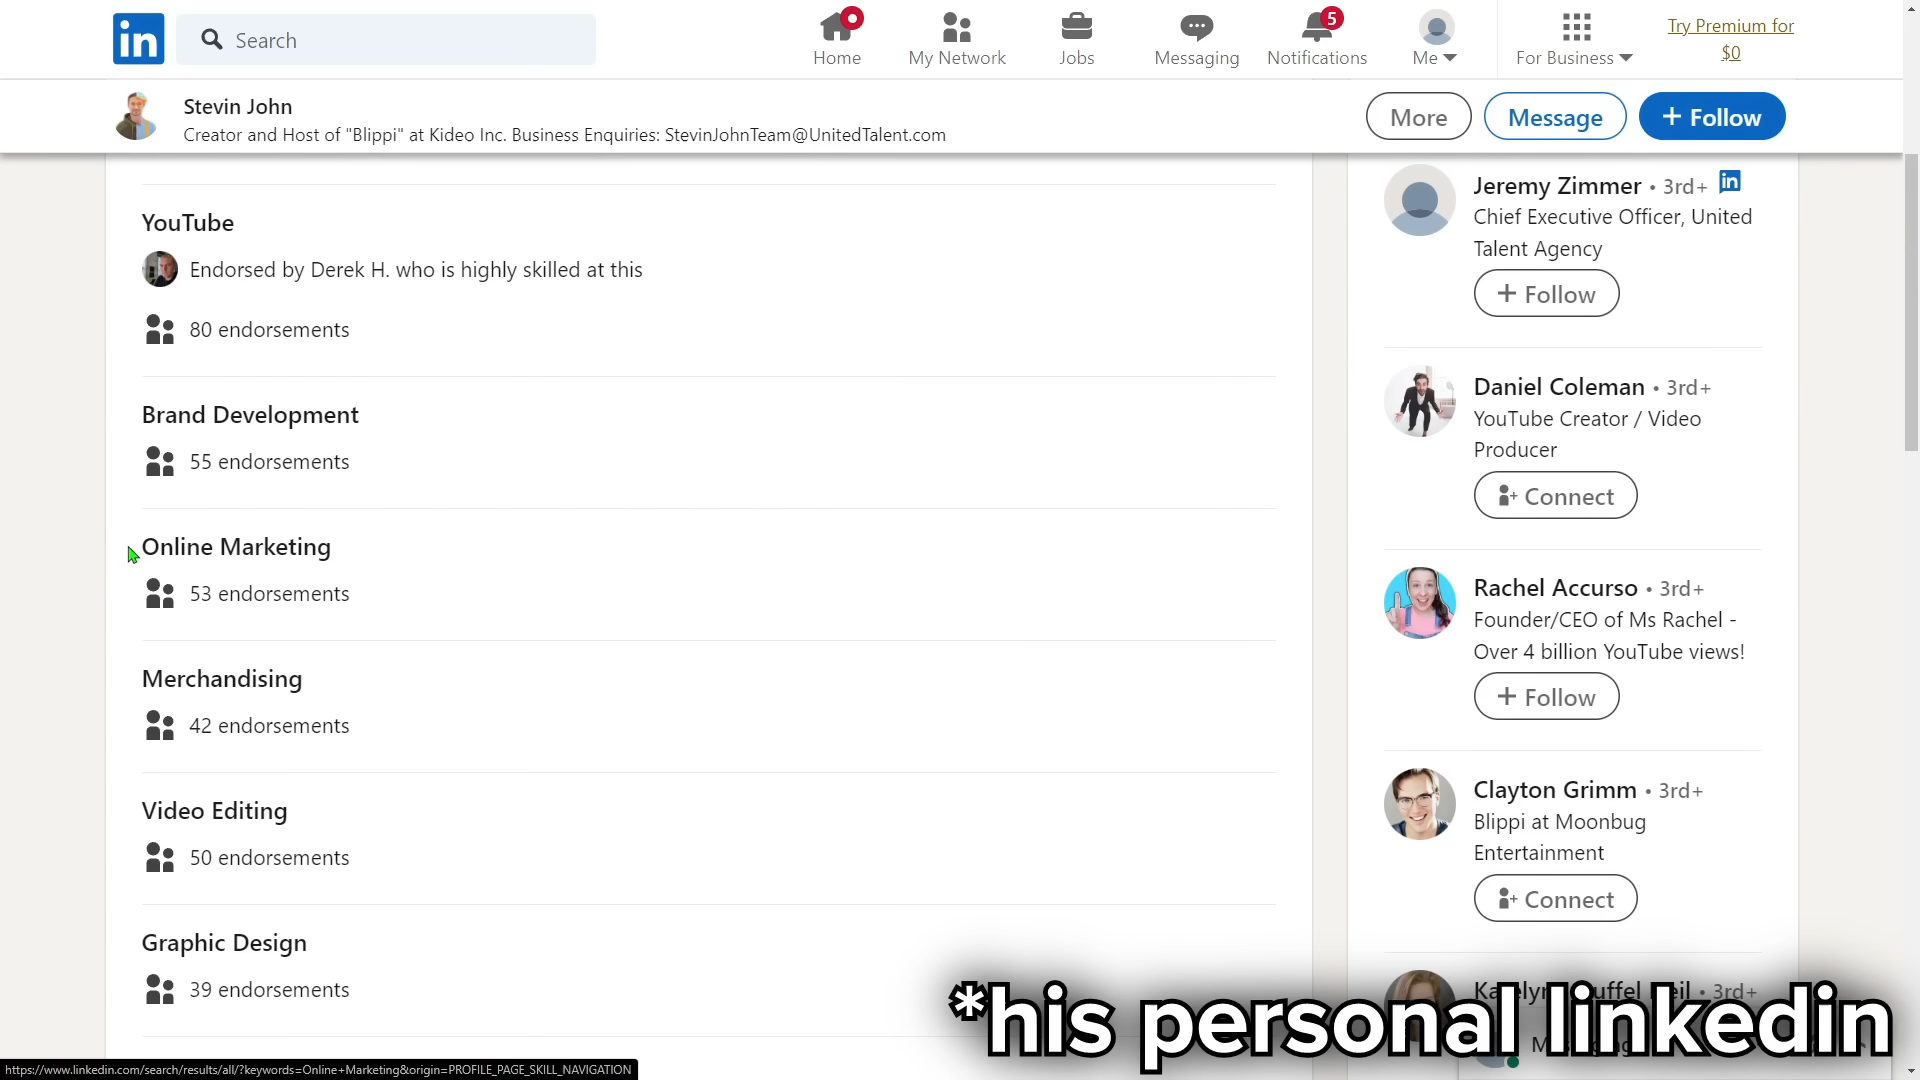 in
Search
Home
My Network
Jobs
Messaging
5
Notifications
Me
For Business
Try Premium for
$0
Stevin John
Creator and Host of "Blippi" at Kideo Inc. Business Enquiries: StevinJohnTeam@UnitedTalent.com
More
Message
+ Follow
YouTube
Endorsed by Derek H. who is highly skilled at this
80 endorsements
Brand Development
55 endorsements
Online Marketing
53 endorsements
Merchandising
42 endorsements
Video Editing
50 endorsements
Graphic Design
39 endorsements
Jeremy Zimmer • 3rd+ in
Chief Executive Officer, United
Talent Agency
+ Follow
Daniel Coleman • 3rd+
YouTube Creator / Video
Producer
Connect
Rachel Accurso • 3rd+
Founder/CEO of Ms Rachel -
Over 4 billion YouTube views!
+ Follow
Clayton Grimm • 3rd+
Blippi at Moonbug
Entertainment
Connect
• 3rd+
*his personal linkedin
https://www.linkedin.com/search/results/all/?keywords=Online+Marketing&origin=PROFILE_PAGE_SKILL_NAVIGATION